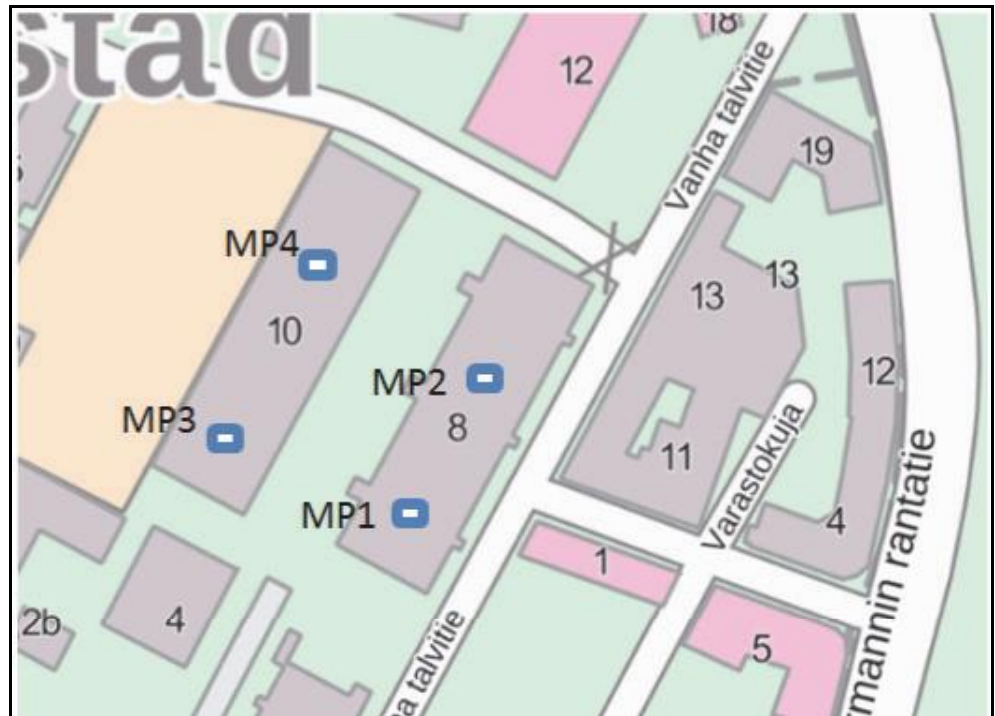 stad
18
12
Vanha talvitie
19
MP4
13
13
10
12
MP2
MP3
8
11
Varastokuja
MP1
4
1
rmannin rantatie
2b
4
5
a talvitie